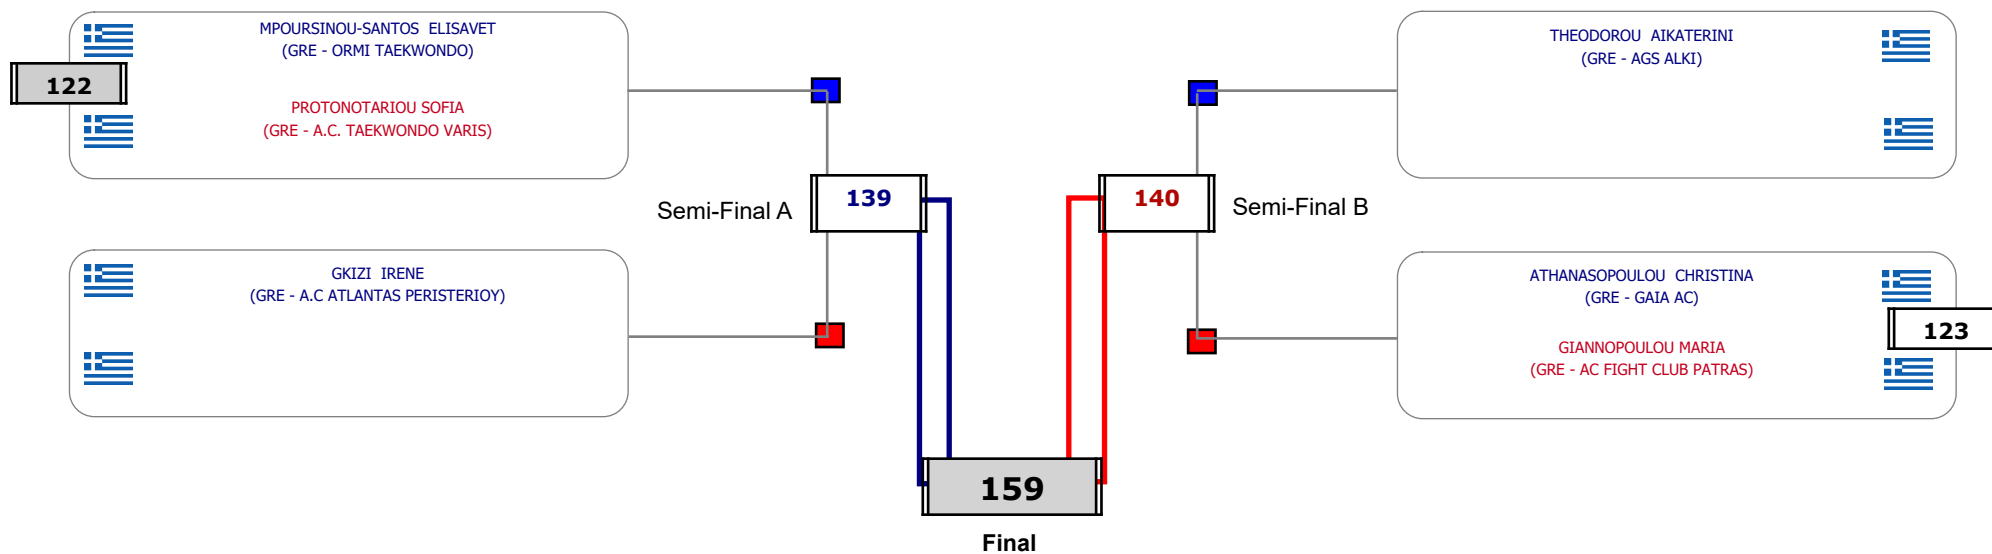 MPOURSINOU-SANTOS ELISAVET
(GRE - ORMI TAEKWONDO)
122
PROTONOTARIOU SOFIA
(GRE - A.C. TAEKWONDO VARIS)
THEODOROU AIKATERINI
(GRE - AGS ALKI)
Semi-Final A
139
140
Semi-Final B
GKIZI IRENE
(GRE - A.C ATLANTAS PERISTERIOY)
ATHANASOPOULOU CHRISTINA
(GRE - GAIA AC)
123
GIANNOPOULOU MARIA
(GRE - AC FIGHT CLUB PATRAS)
159
Final